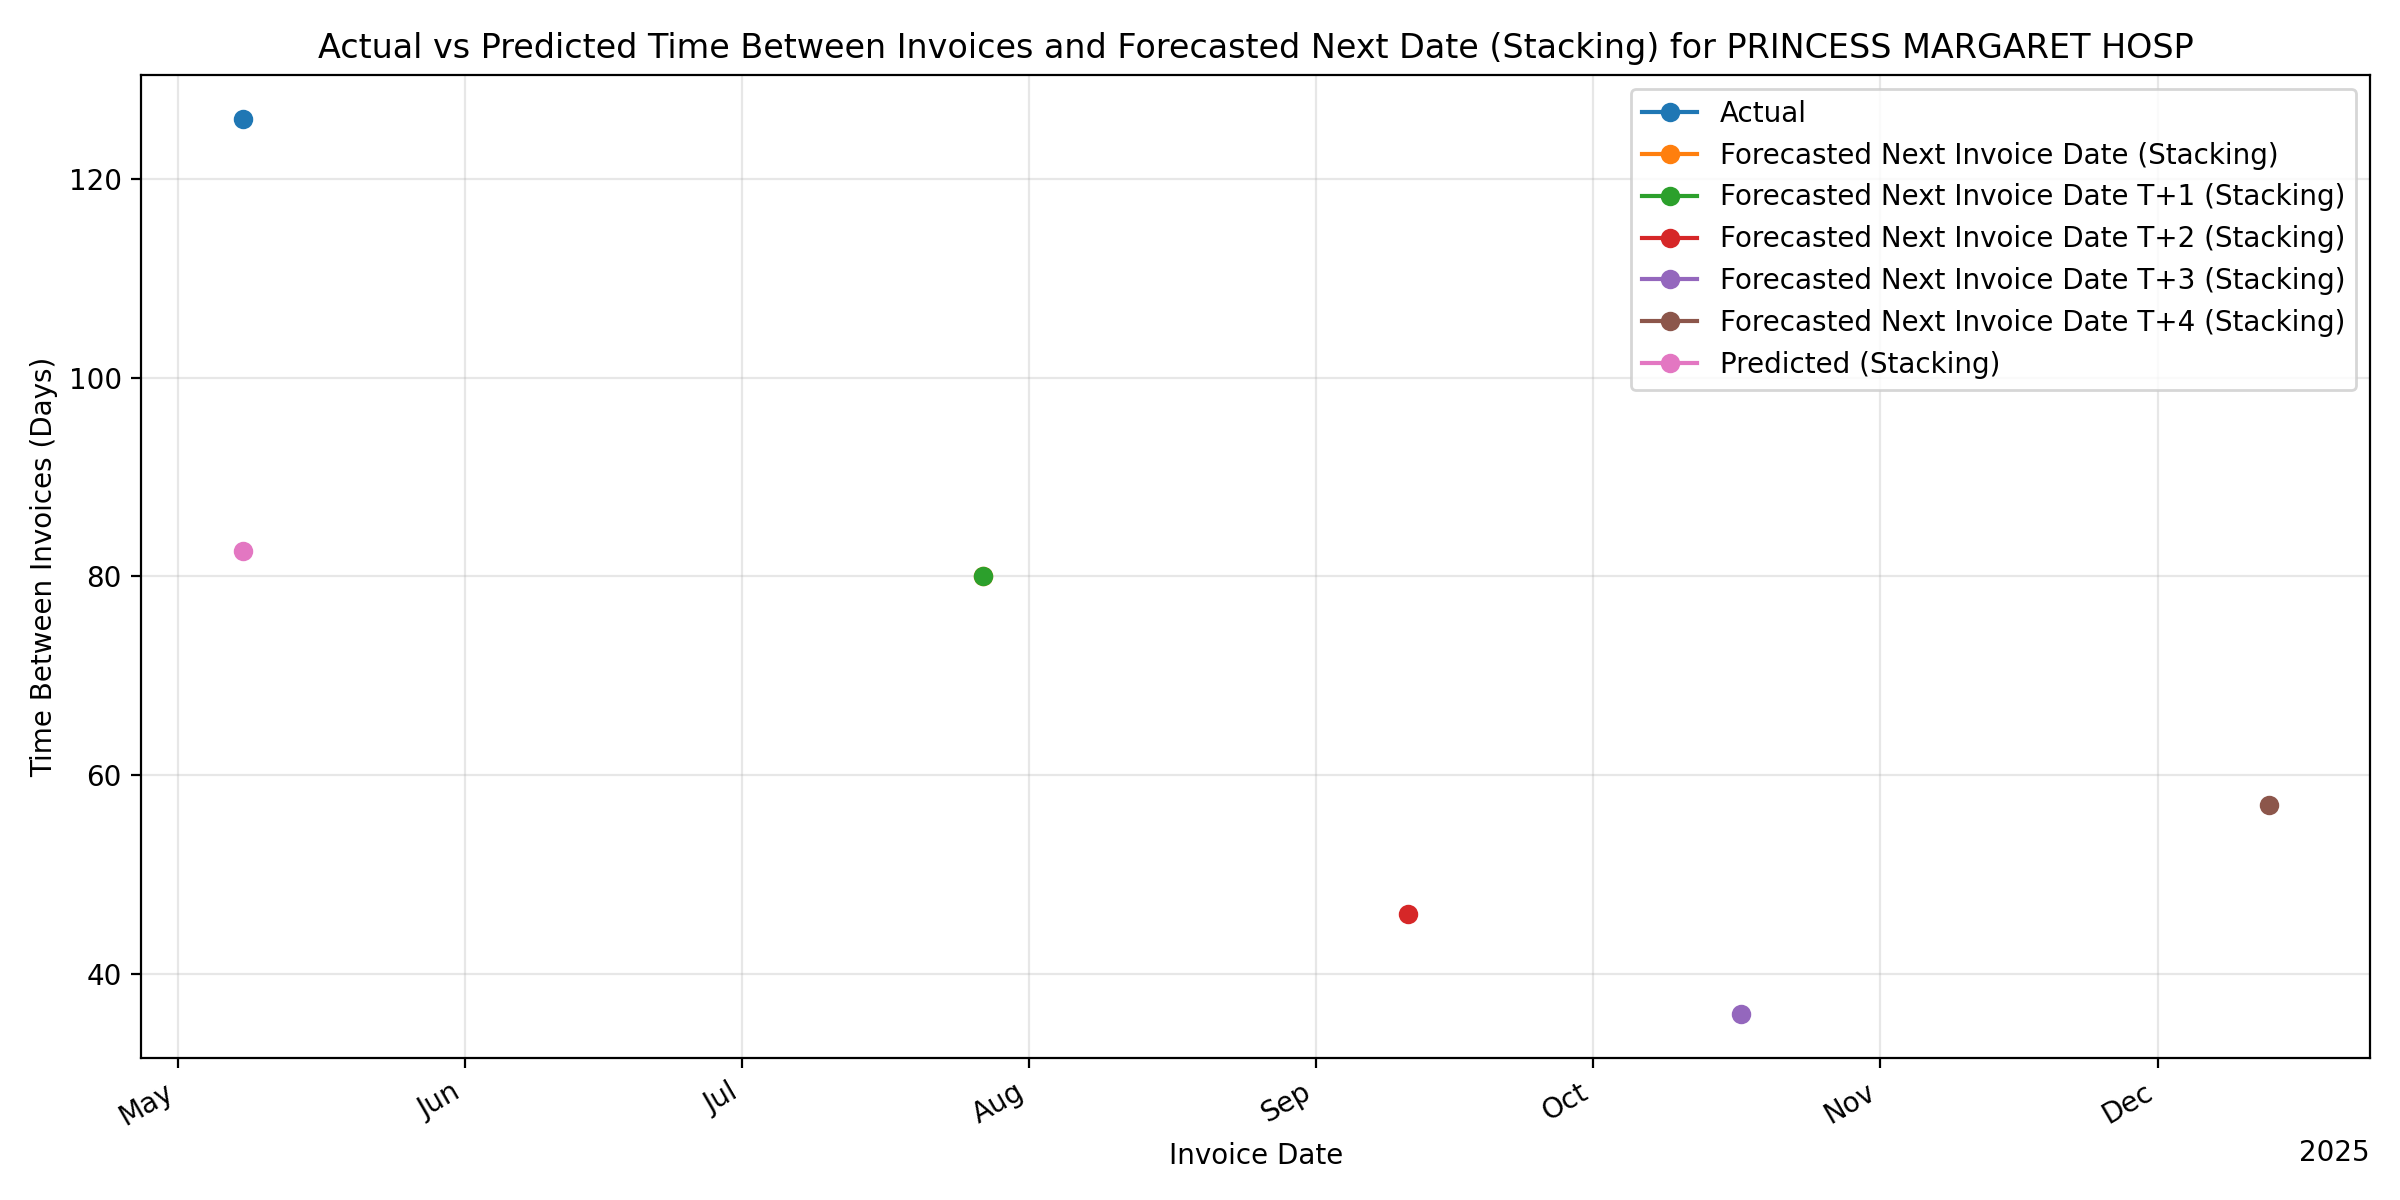 Actual vs Predicted Time Between Invoices and Forecasted Next Date (Stacking) for PRINCESS MARGARET HOSP
Actual
Forecasted Next Invoice Date (Stacking)
Forecasted Next Invoice Date T+1 (Stacking)
Forecasted Next Invoice Date T+2 (Stacking)
Forecasted Next Invoice Date T+3 (Stacking)
Forecasted Next Invoice Date T+4 (Stacking)
Predicted (Stacking)
Time Between Invoices (Days)
120
100
80
60
40
May Jun Jul Aug Sep Oct Nov Dec
2025
Invoice Date